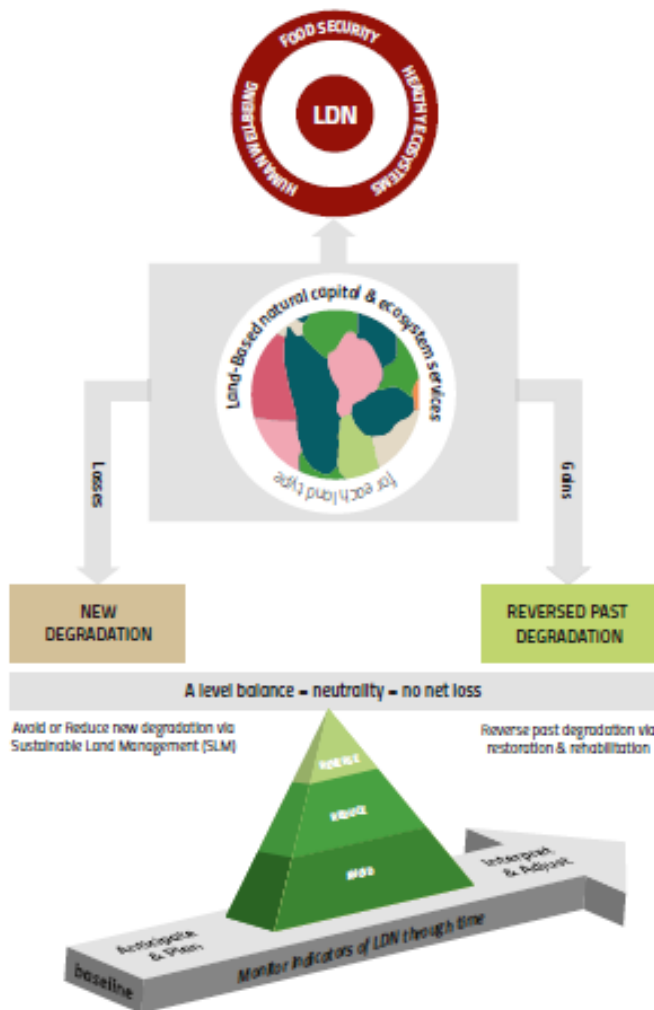 FOOD SECURITY
HUMAN WELLBEING
HEALTHY ECOSYSTEMS
LDN
Land-Based natural capital & ecosystem services
for each land type
Losses
Gains
NEW
DEGRADATION
REVERSED PAST
DEGRADATION
A level balance = neutrality = no net loss
Avoid or Reduce new degradation via
Sustainable Land Management (SLM)
Reverse past degradation via
restoration & rehabilitation
REVERSE
REDUCE
AVOID
Interpret
& Adjust
Anticipate
& Plan
Monitor Indicators of LDN through time
baseline